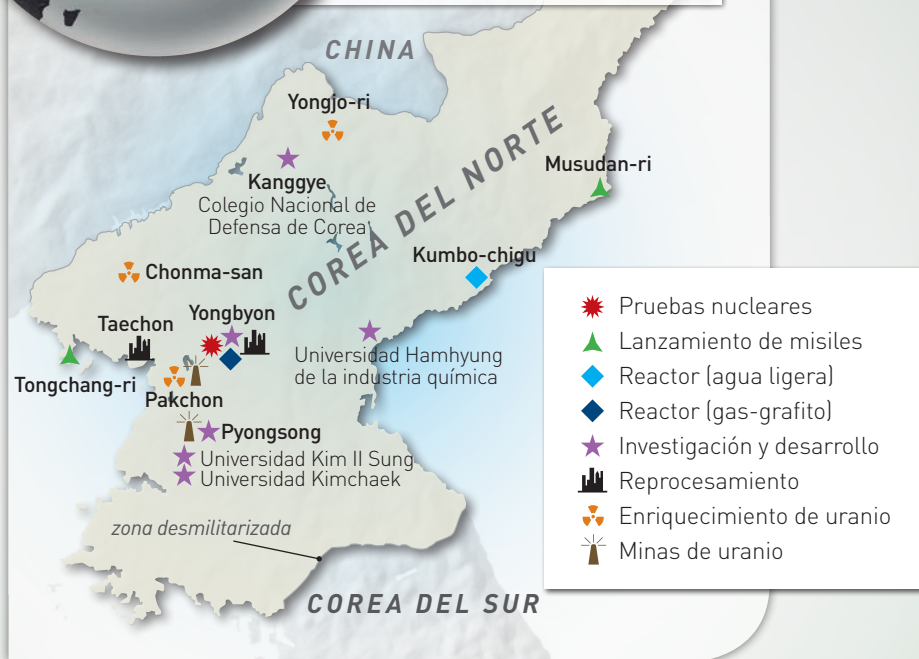 CHINA
Yongjo-ri
Kanggye
Colegio Nacional de
Defensa de Corea
COREA DEL NORTE
Musudan-ri
Kumbo-chigu
Chonma-san
Taechon
Yongbyon
Tongchang-ri
Pakchon
Universidad Hamhyung
de la industria química
Pyongsong
Universidad Kim Il Sung
Universidad Kimchaek
zona desmilitarizada
COREA DEL SUR
Pruebas nucleares
Lanzamiento de misiles
Reactor (agua ligera)
Reactor (gas-grafito)
Investigación y desarrollo
Reprocesamiento
Enriquecimiento de uranio
Minas de uranio